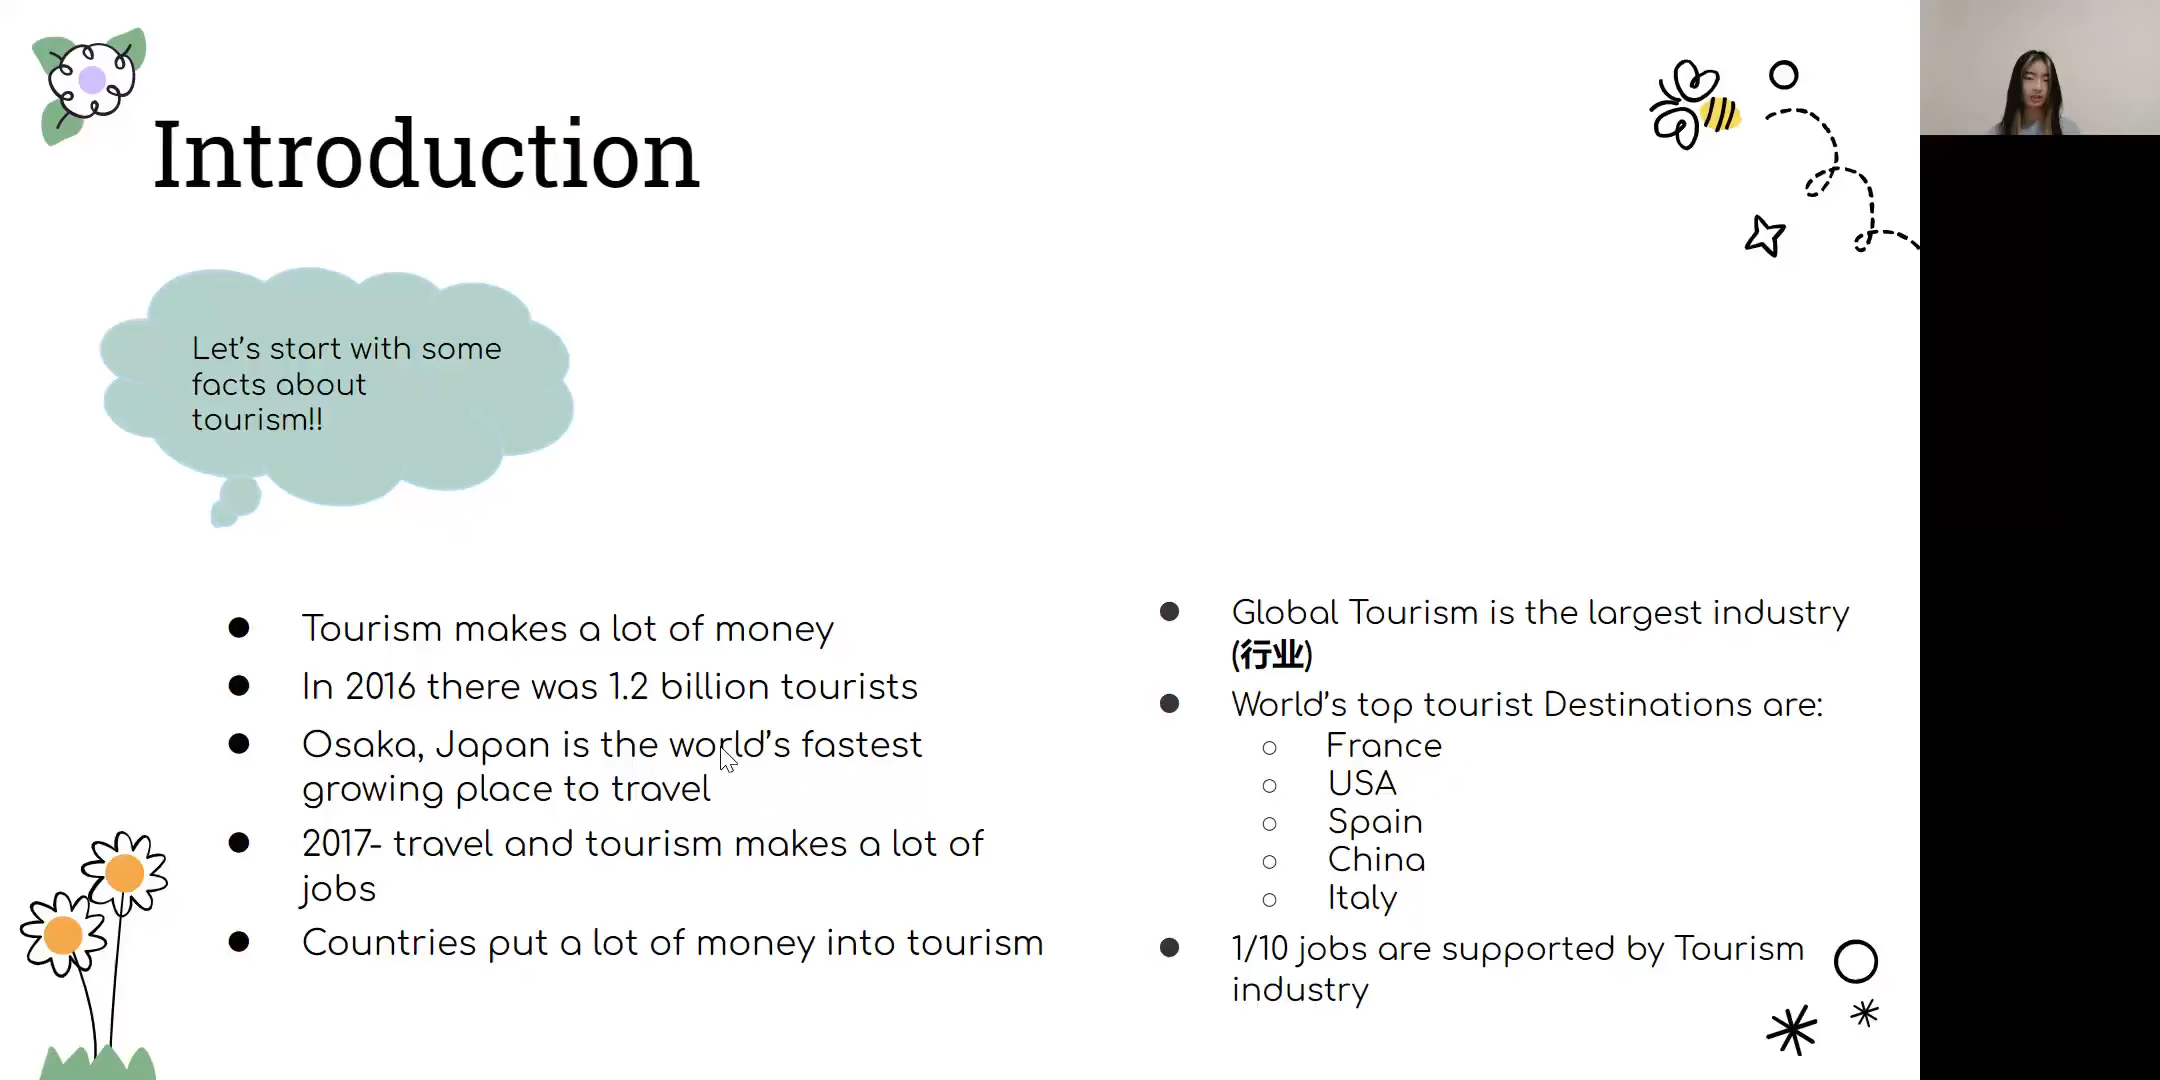 Introduction
Let's start with some
facts about
tourism!!
Tourism makes a lot of money
In 2016 there was 1.2 billion tourists
Osaka, Japan is the world's fastest
growing place to travel
2017- travel and tourism makes a lot of
jobs
Countries put a lot of money into tourism
Global Tourism is the largest industry
(行业)
World's top tourist Destinations are:
France
USA
Spain
China
Italy
1/10 jobs are supported by Tourism
industry